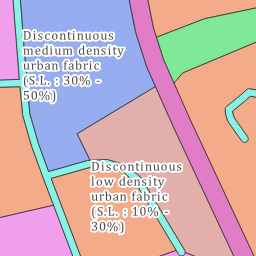 Discontinuous
medium density
urban fabric
(S.L. : 30% -
50%)
Discontinuous
low density
urban fabric
(S.L. : 10% -
30%)